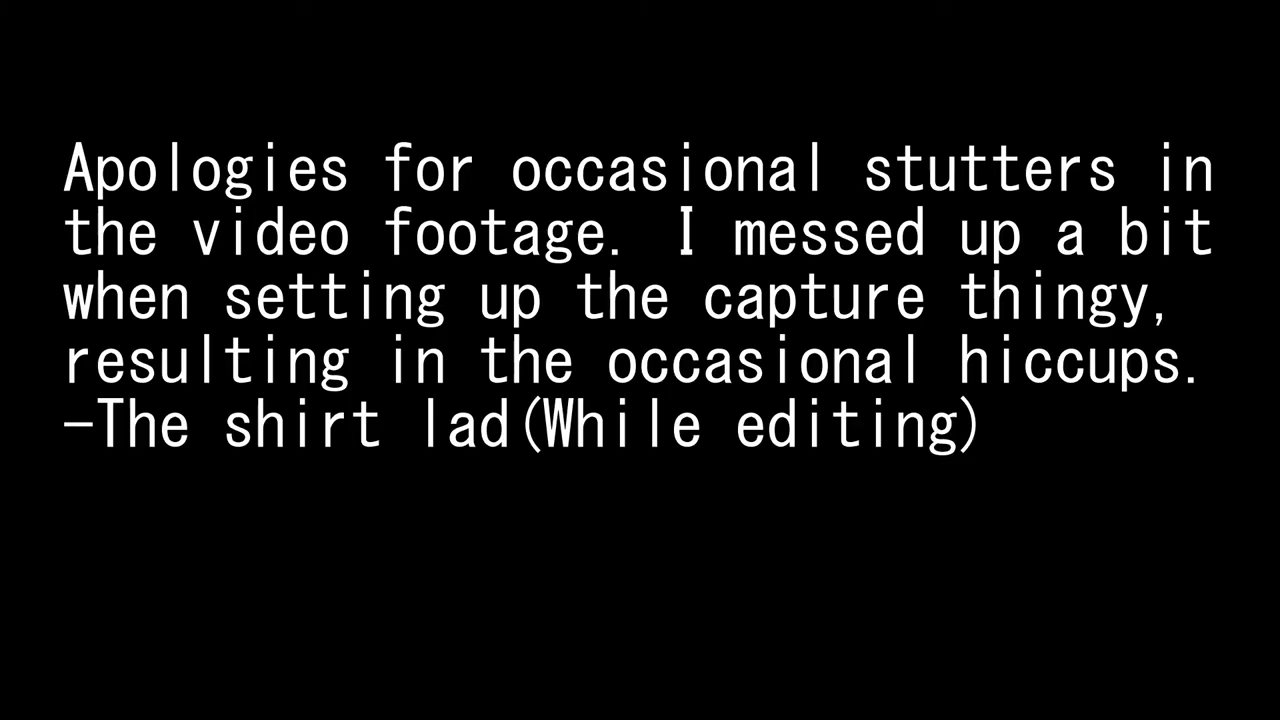 Apologies for occasional stutters in
the video footage. I messed up a bit
when setting up the capture thingy,
resulting in the occasional hiccups.
-The shirt lad(While editing)